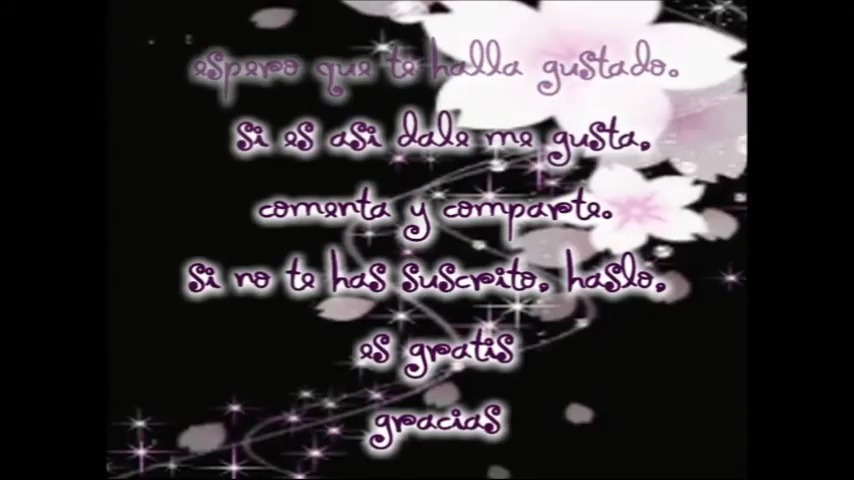 espero que te halla gustado.
si es asi dale me gusta,
comenta y comparte.
si no te has suscrito, haslo,
es gratis
gracias